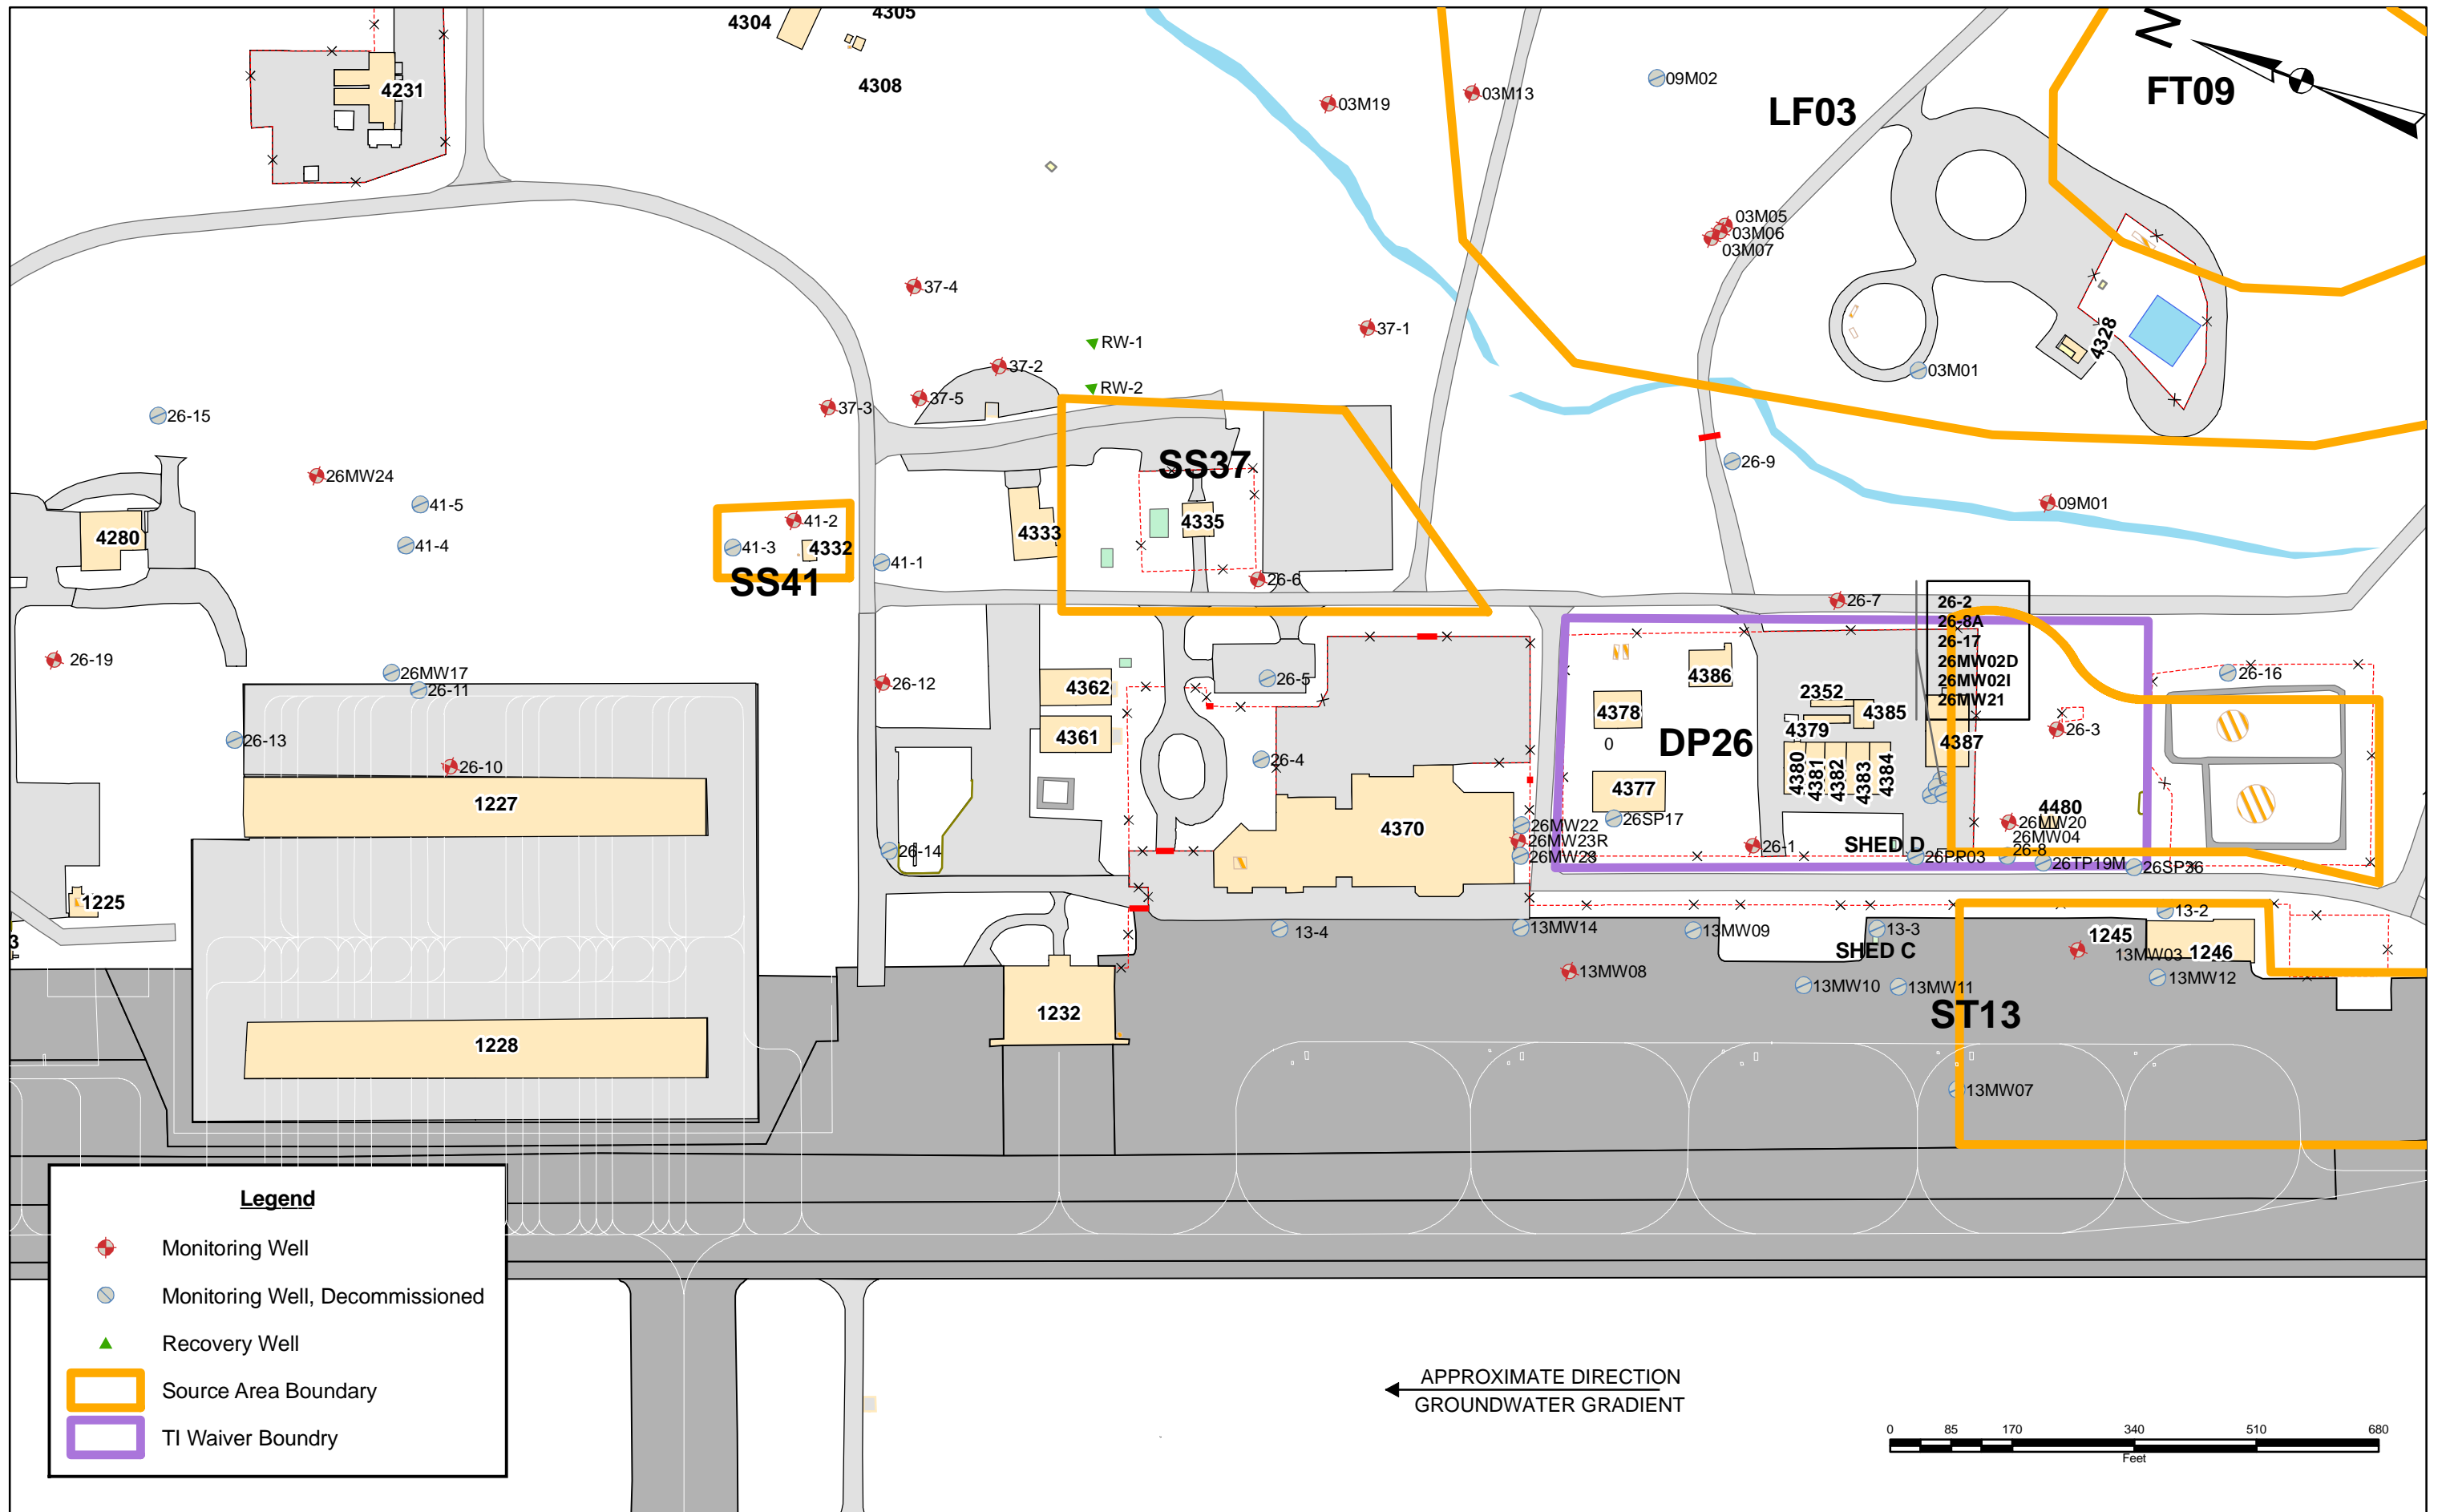 4304
4305
N
4231
4308
03M19
03M13
09M02
LF03
FT09
03M05
03M06
03M07
37-4
37-1
RW-1
4328
37-2
03M01
RW-2
37-5
37-3
26-15
SS37
26-9
26MW24
41-5
09M01
4335
41-2
4333
4280
41-4
41-3
4332
41-1
SS41
26-6
26-7
26-2
26-8A
26-17
26MW02D
26MW02I
26MW21
26-19
26MW17
26-11
26-12
4362
26-5
4386
26-16
4378
2352
4385
4379
26-3
26-13
4361
0
DP26
4387
26-10
26-4
4380
4381
4382
4383
4384
4377
1227
4370
26SP17
4480
26MW22
26MW20
26MW23R
26MW04
26-14
26MW23
26-1
SHED D
26-8
26PP03
26TP19M
26SP36
1225
13-2
13-4
13MW14
13MW09
13-3
1245
3
SHED C
13MW03
1246
13MW08
13MW12
13MW10
13MW11
1232
ST13
1228
13MW07
Legend
Monitoring Well
Monitoring Well, Decommissioned
Recovery Well
Source Area Boundary
TI Waiver Boundry
APPROXIMATE DIRECTION
GROUNDWATER GRADIENT
0 85 170 340 510 680
Feet